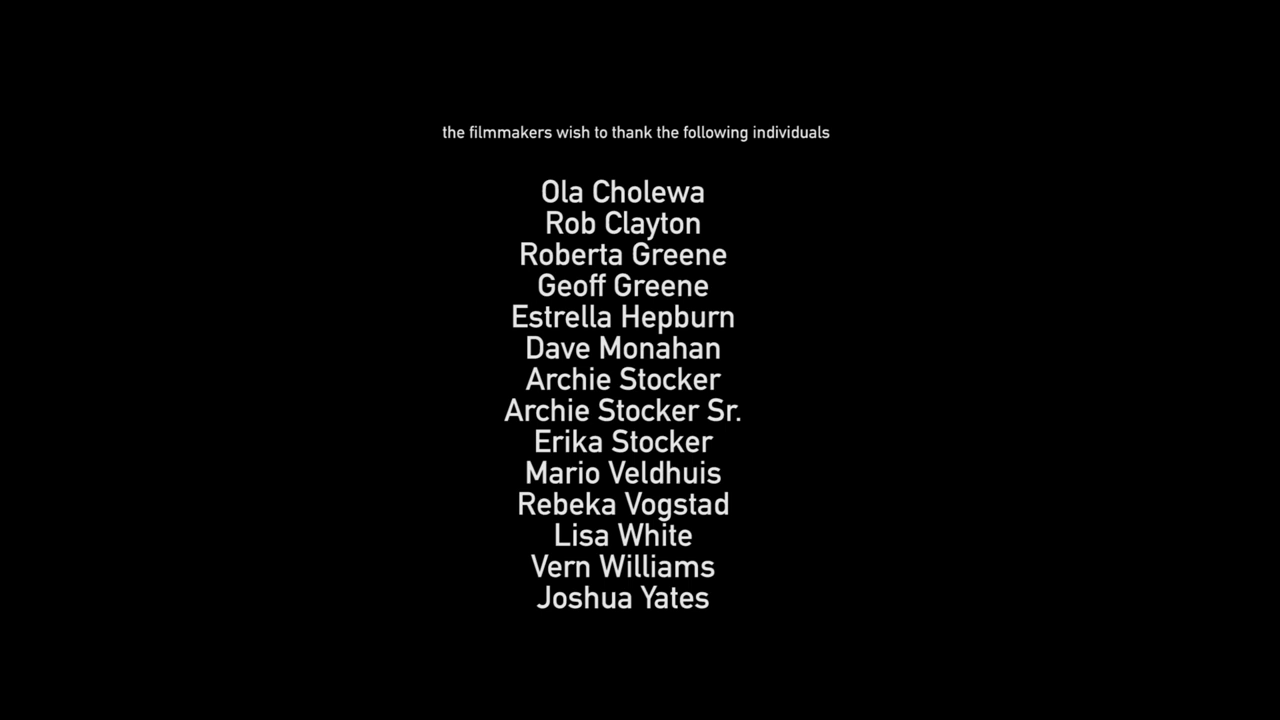 the filmmakers wish to thank the following individuals
Ola Cholewa
Rob Clayton
Roberta Greene
Geoff Greene
Estrella Hepburn
Dave Monahan
Archie Stocker
Archie Stocker Sr.
Erika Stocker
Mario Veldhuis
Rebeka Vogstad
Lisa White
Vern Williams
Joshua Yates